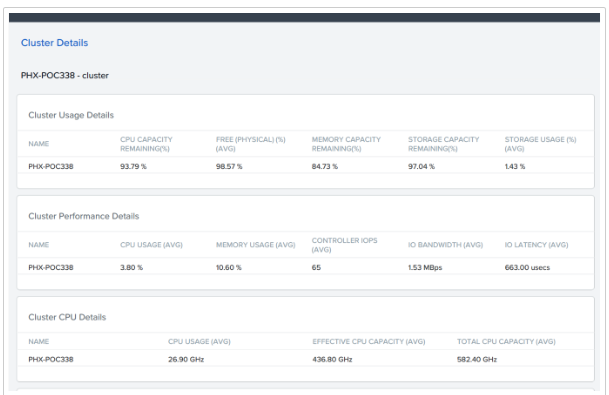 Cluster Details
PHX-POC338 - cluster
Cluster Usage Details
NAME CPU CAPACITY REMAINING(%) FREE (PHYSICAL) (%) (AVG) MEMORY CAPACITY REMAINING(%) STORAGE CAPACITY REMAINING(%) STORAGE USAGE (%) (AVG)
PHX-POC338 93.79 % 98.57 % 84.73 % 97.04 % 1.43 %
Cluster Performance Details
NAME CPU USAGE (AVG) MEMORY USAGE (AVG) CONTROLLER IOPS (AVG) IO BANDWIDTH (AVG) IO LATENCY (AVG)
PHX-POC338 3.80 % 10.60 % 65 1.53 MBps 663.00 usecs
Cluster CPU Details
NAME CPU USAGE (AVG) EFFECTIVE CPU CAPACITY (AVG) TOTAL CPU CAPACITY (AVG)
PHX-POC338 26.90 GHz 436.80 GHz 582.40 GHz